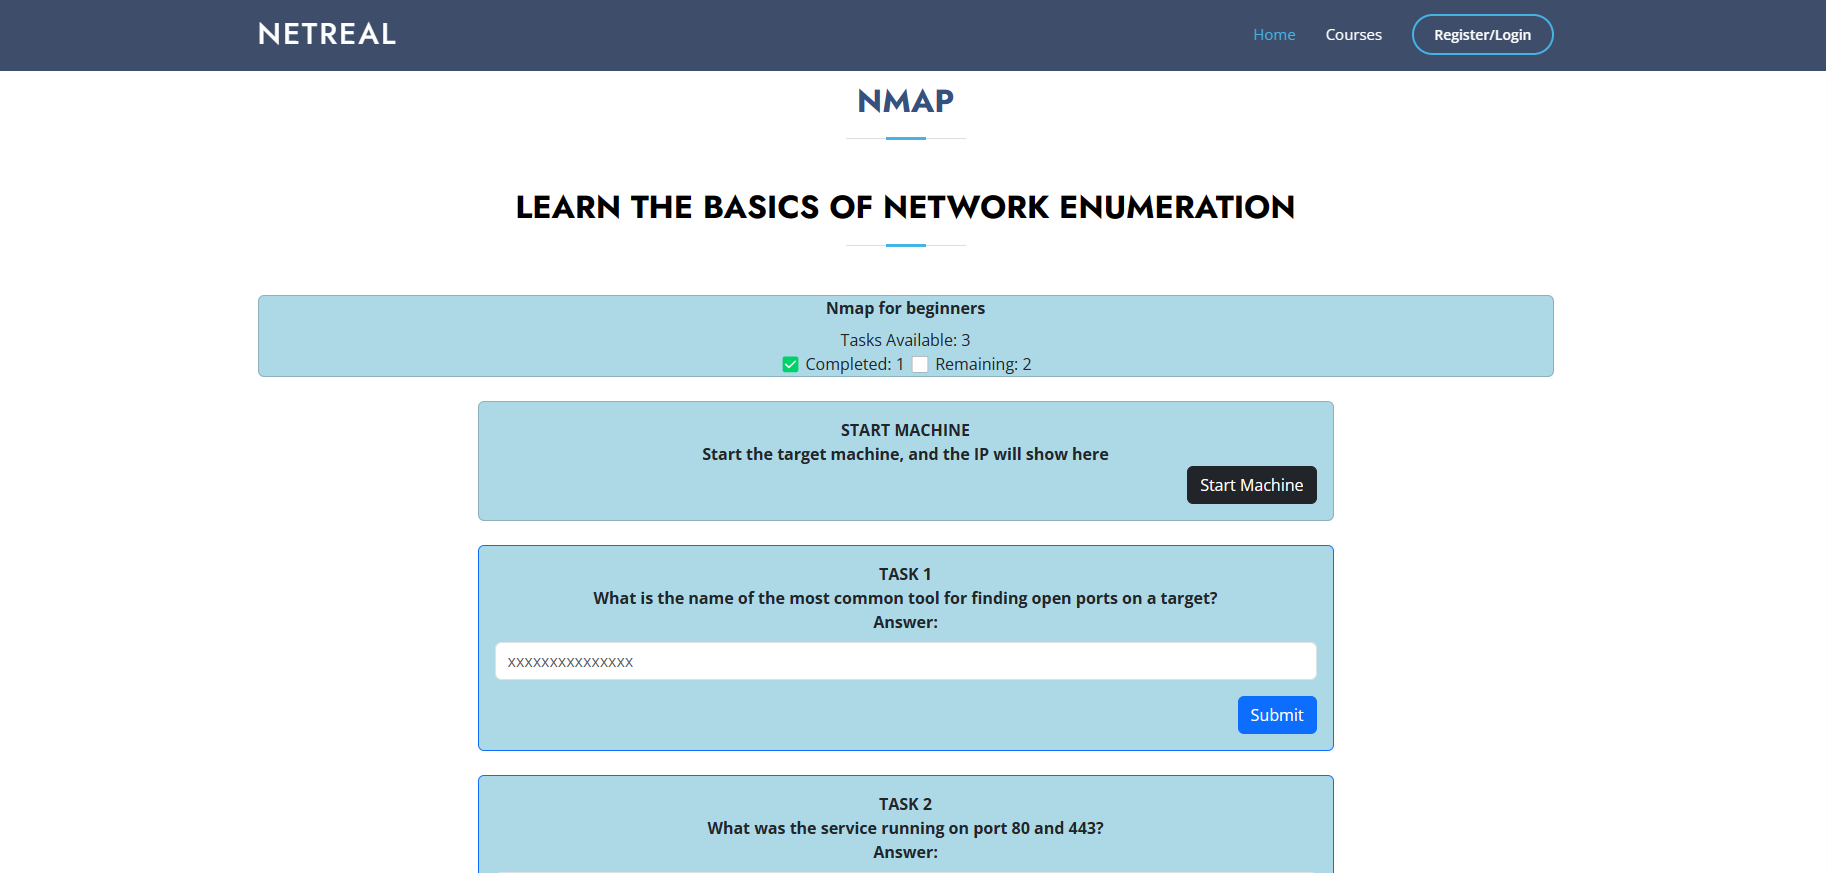 NETREAL
Home Courses Register/Login
NMAP
LEARN THE BASICS OF NETWORK ENUMERATION
Nmap for beginners
Tasks Available: 3
Completed: 1 Remaining: 2
START MACHINE
Start the target machine, and the IP will show here
Start Machine
TASK 1
What is the name of the most common tool for finding open ports on a target?
Answer:
xxxxxxxxxxxxxxx
Submit
TASK 2
What was the service running on port 80 and 443?
Answer: